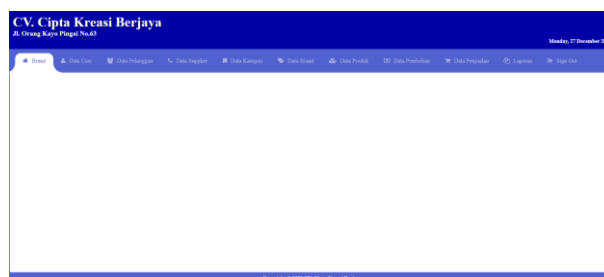 CV. Cipta Kreasi Berjaya
Jl. Orang Kayo Pingai No.63
Monday, 27 December
Home Data User Data Pelanggan Data Supplier Data Kategori Data Brand Data Produk Data Pembelian Data Penjualan Laporan Sign Out